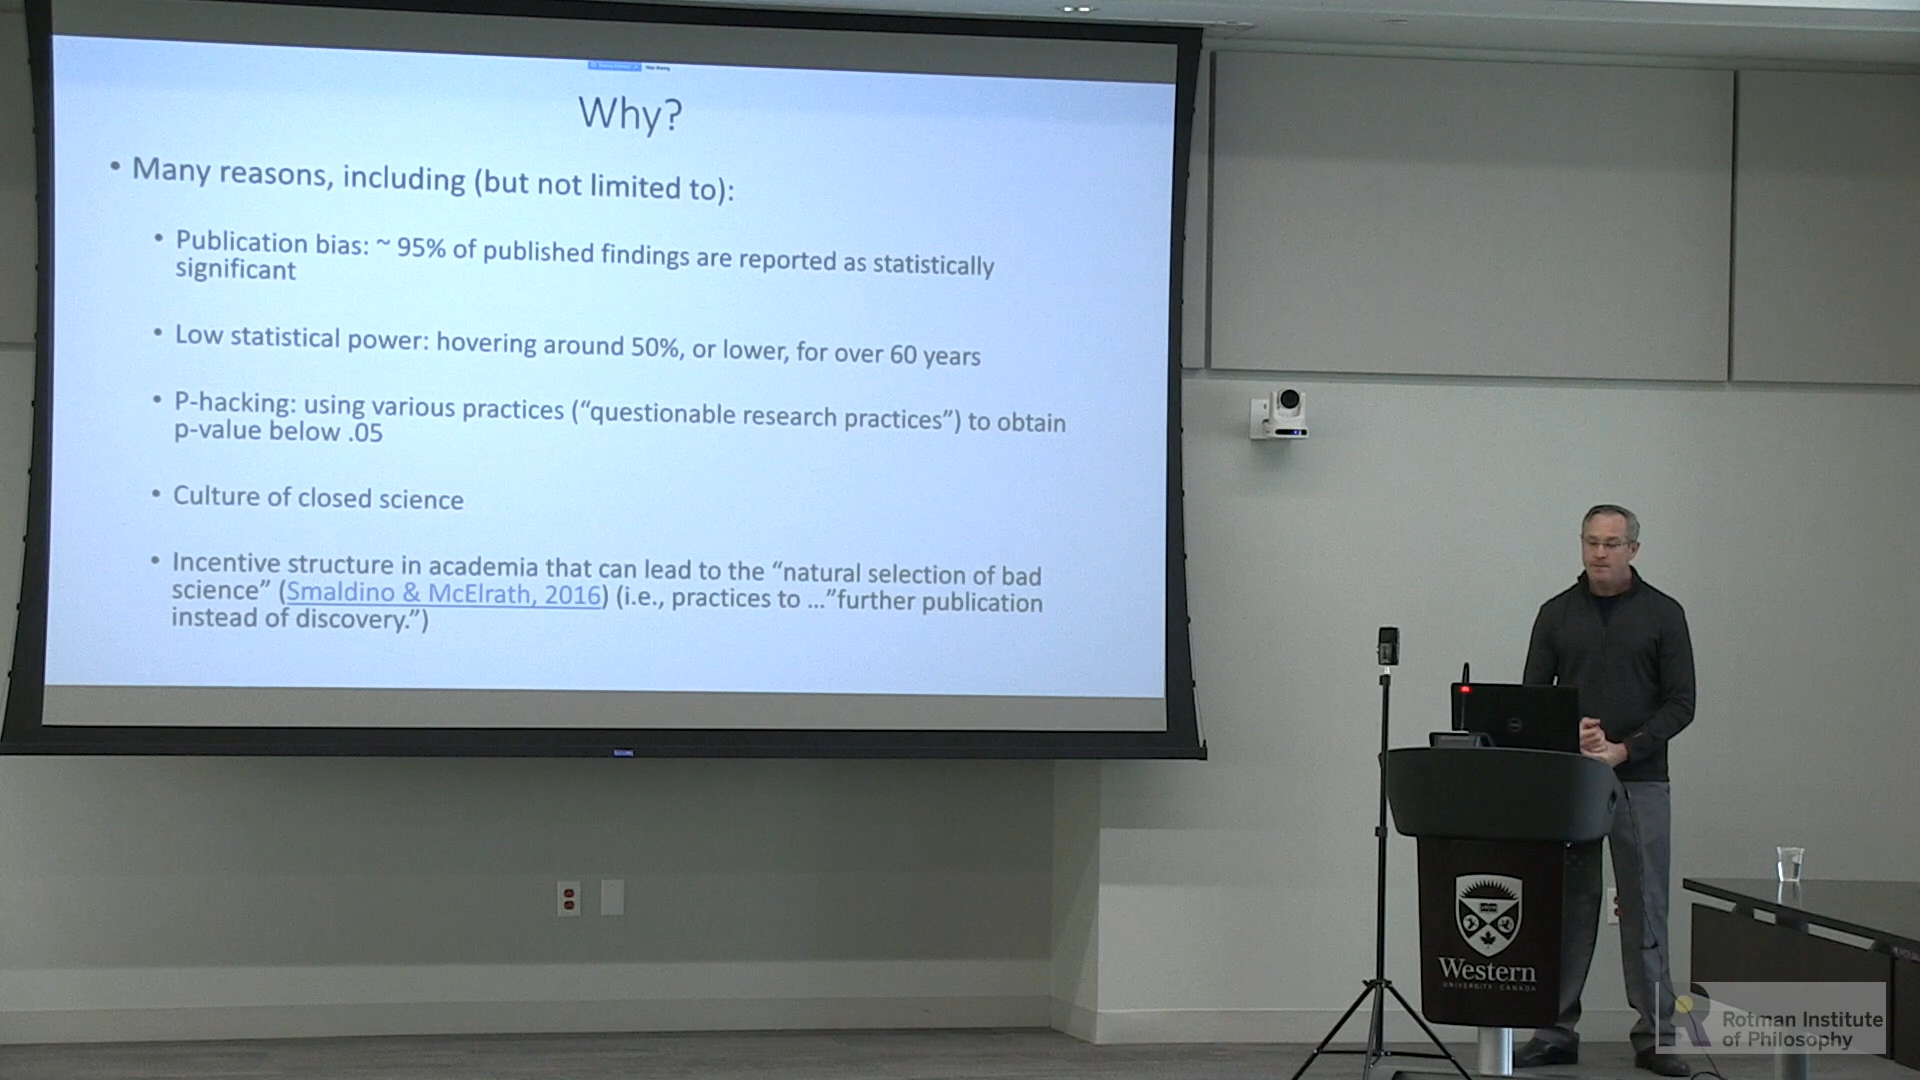 Why?
• Many reasons, including (but not limited to):
• Publication bias: ~ 95% of published findings are reported as statistically
significant
• Low statistical power: hovering around 50%, or lower, for over 60 years
• P-hacking: using various practices (“questionable research practices”) to obtain
p-value below .05
• Culture of closed science
• Incentive structure in academia that can lead to the “natural selection of bad
science” (Smaldino & McElrath, 2016) (i.e., practices to …”further publication
instead of discovery.”)
Western
UNIVERSITY · CANADA
Rotman Institute
of Philosophy